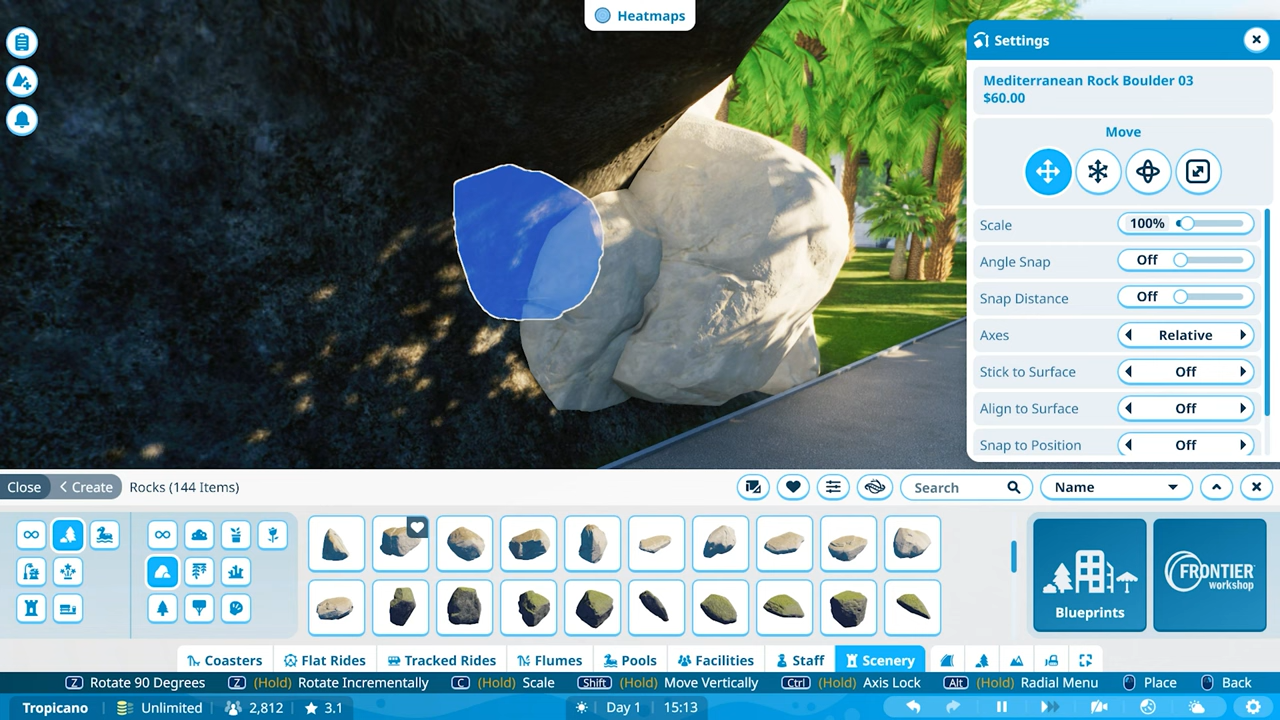 Heatmaps
Settings
Mediterranean Rock Boulder 03
$60.00
Move
Scale 100%
Angle Snap Off
Snap Distance Off
Axes Relative
Stick to Surface Off
Align to Surface Off
Snap to Position Off
Close Create Rocks (144 Items) Search Name
Blueprints
FRONTIER
workshop
Coasters Flat Rides Tracked Rides Flumes Pools Facilities Staff Scenery
Z Rotate 90 Degrees Z (Hold) Rotate Incrementally C (Hold) Scale Shift (Hold) Move Vertically Ctrl (Hold) Axis Lock Alt (Hold) Radial Menu Place Back
Tropicano Unlimited 2,812 3.1 Day 1 15:13